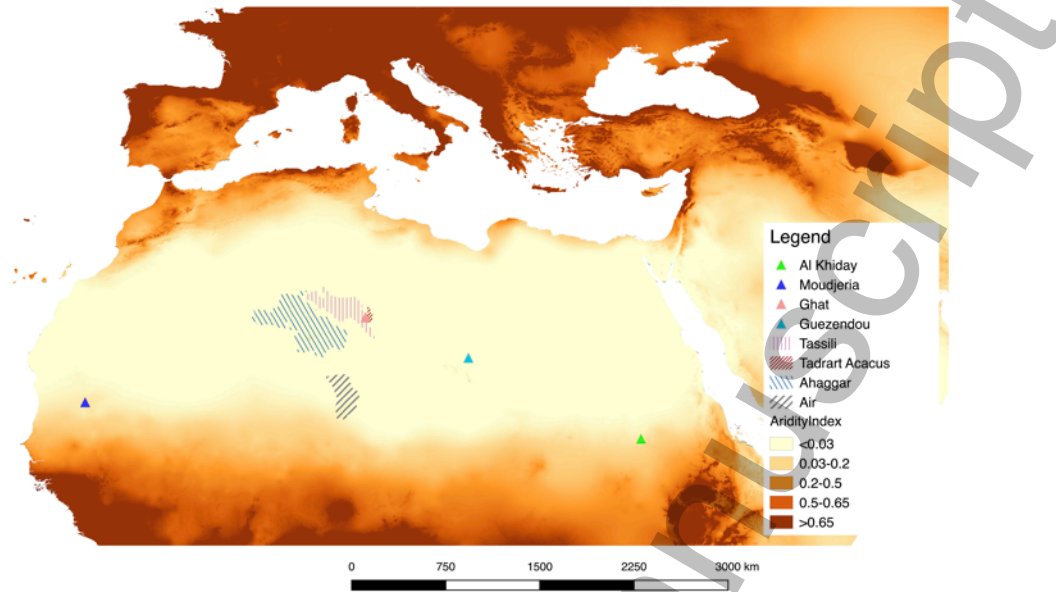 Legend
Al Khiday
Moudjeria
Ghat
Guezendou
Tassili
Tadrart Acacus
Ahaggar
Air
AridityIndex
<0.03
0.03-0.2
0.2-0.5
0.5-0.65
>0.65
0 750 1500 2250 3000 km
nuscript